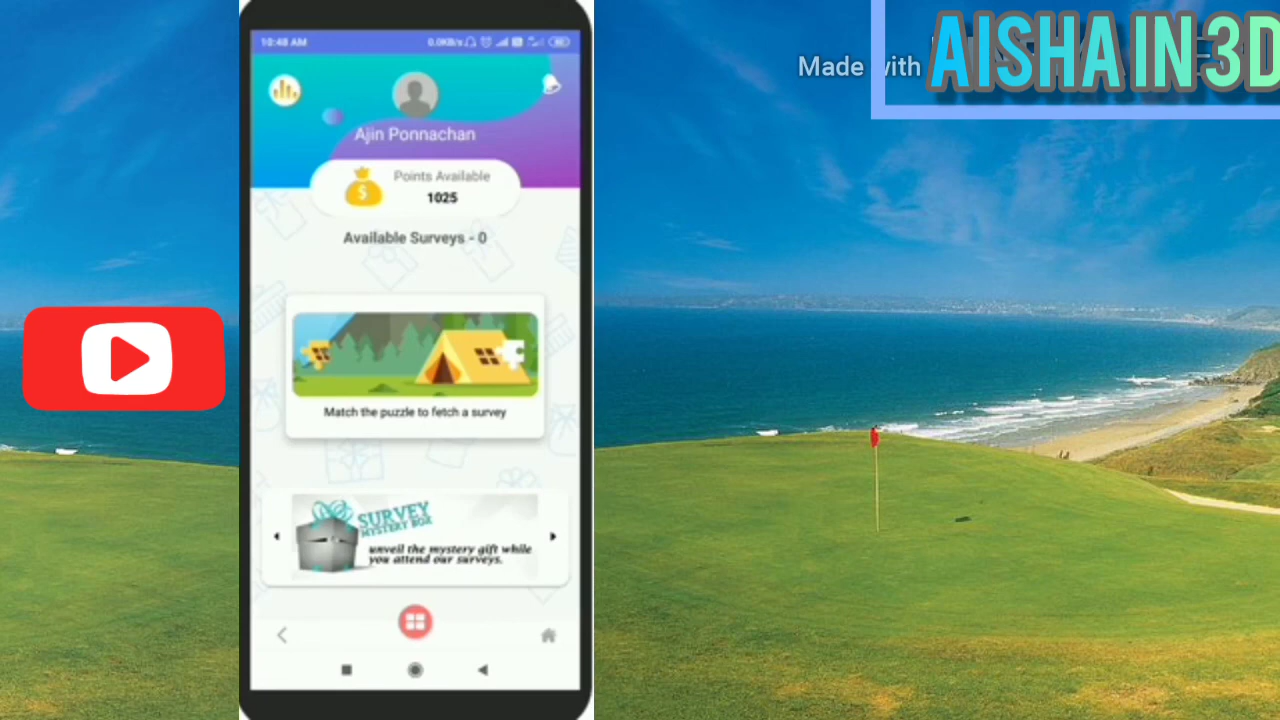 10:48 AM
0.0KB/s
Ajin Ponnachan
Points Available
1025
Available Surveys - 0
Match the puzzle to fetch a survey
SURVEY
MYSTERY BOX
unveil the mystery gift while
you attend our surveys.
Made with
AISHA IN 3D